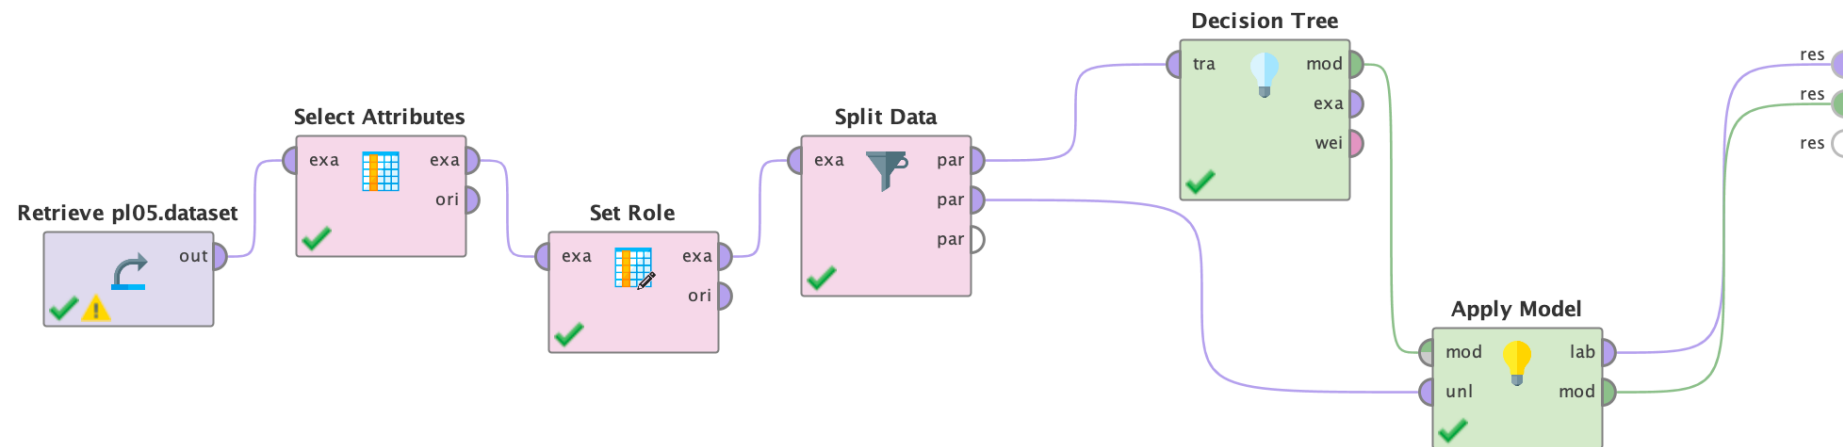 Retrieve pl05.dataset
out
Select Attributes
exa exa
ori
Set Role
exa exa
ori
Split Data
exa par
par
par
Decision Tree
tra mod
exa
wei
Apply Model
mod lab
unl mod
res
res
res